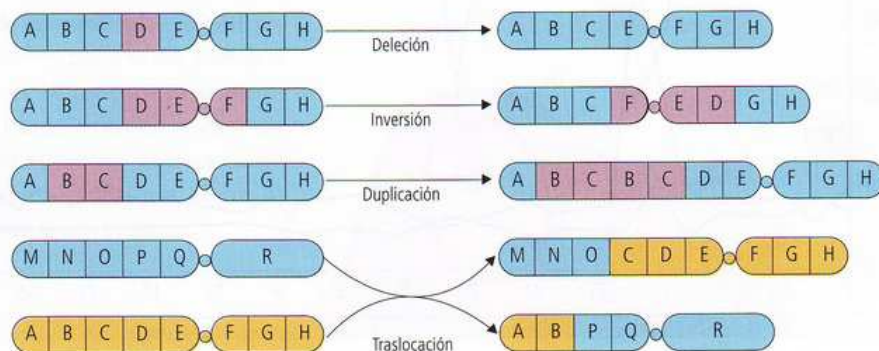 A B C D E F G H
Deleción
A B C E F G H
A B C D E F G H
Inversión
A B C F E D G H
A B C D E F G H
Duplicación
A B C B C D E F G H
M N O P Q R
M N O C D E F G H
A B C D E F G H
Traslocación
A B P Q R